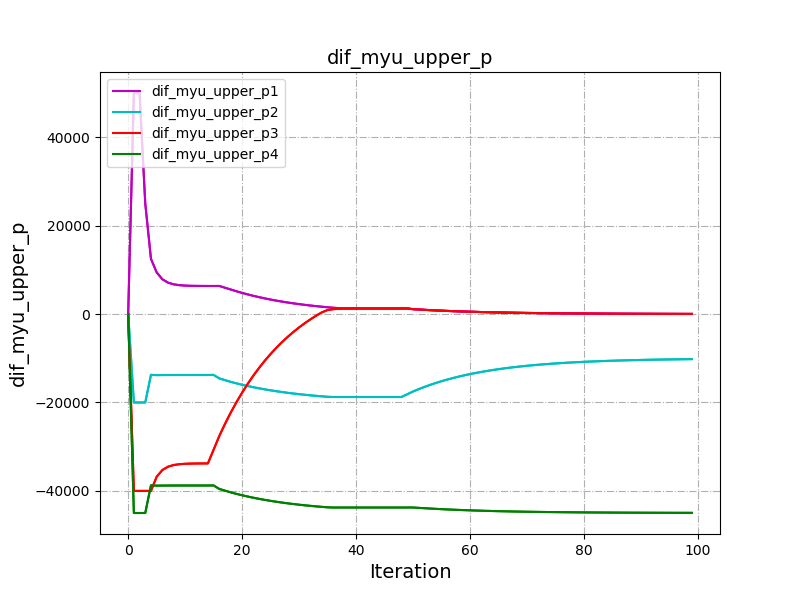 dif_myu_upper_p
dif_myu_upper_p1
dif_myu_upper_p2
dif_myu_upper_p3
dif_myu_upper_p4
40000
20000
0
−20000
−40000
dif_myu_upper_p
0
20
40
60
80
100
Iteration